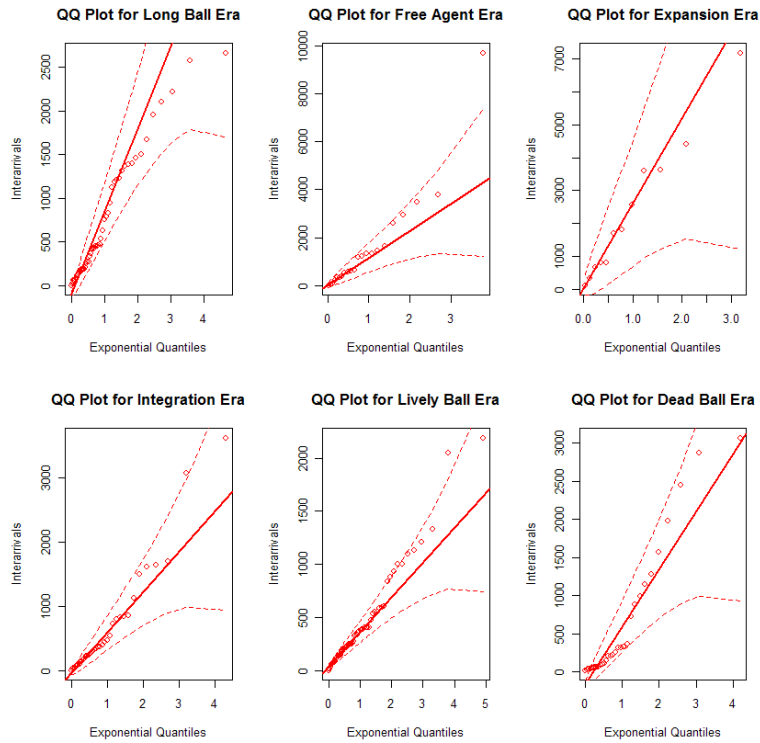 QQ Plot for Long Ball Era
Interarrivals
0 500 1000 1500 2000 2500
0 1 2 3 4
Exponential Quantiles
QQ Plot for Free Agent Era
Interarrivals
0 2000 4000 6000 8000 10000
0 1 2 3
Exponential Quantiles
QQ Plot for Expansion Era
Interarrivals
0 1000 3000 5000 7000
0.0 1.0 2.0 3.0
Exponential Quantiles
QQ Plot for Integration Era
Interarrivals
0 1000 2000 3000
0 1 2 3 4
Exponential Quantiles
QQ Plot for Lively Ball Era
Interarrivals
0 500 1000 1500 2000
0 1 2 3 4 5
Exponential Quantiles
QQ Plot for Dead Ball Era
Interarrivals
0 500 1000 1500 2000 2500 3000
0 1 2 3 4
Exponential Quantiles